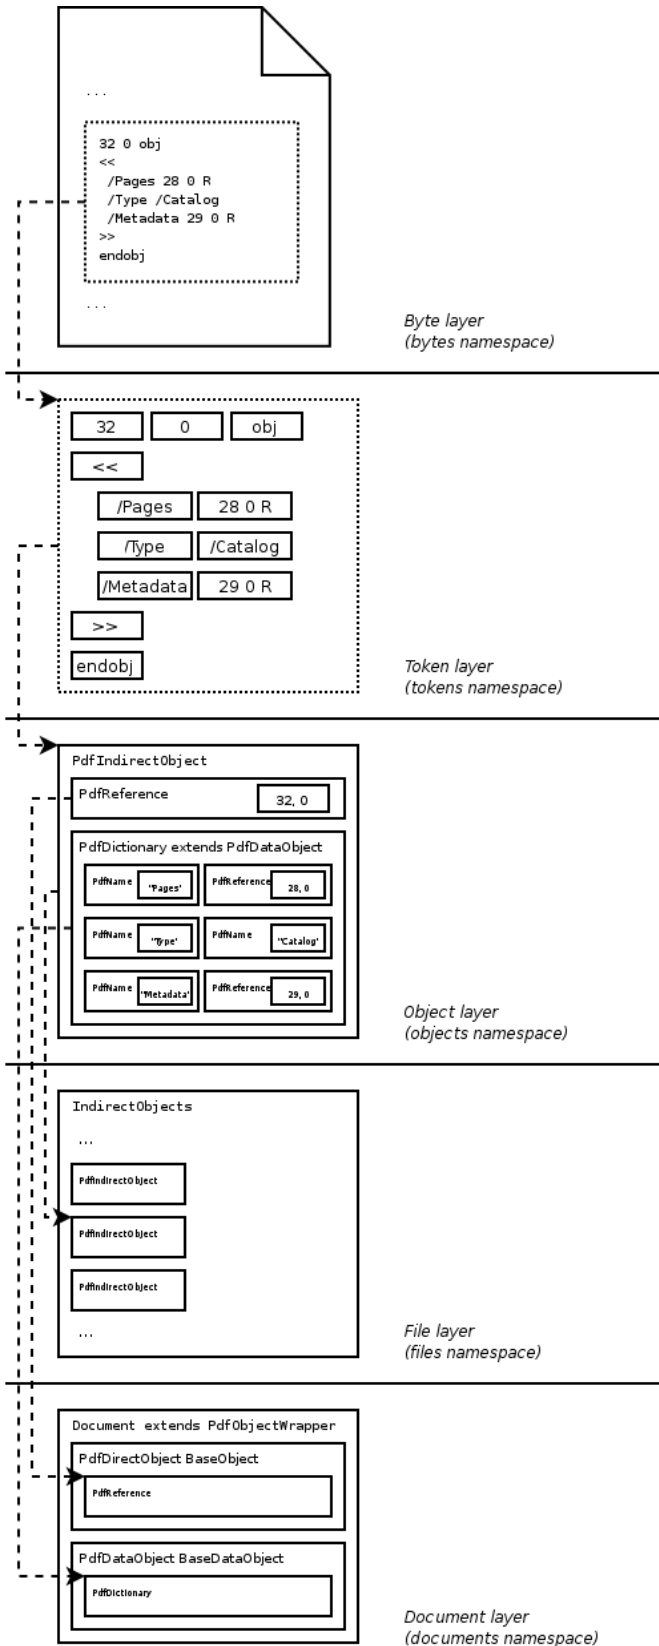 ...
32 0 obj
<<
/Pages 28 0 R
/Type /Catalog
/Metadata 29 0 R
>>
endobj
...
Byte layer
(bytes namespace)
32 0 obj
<<
/Pages 28 0 R
/Type /Catalog
/Metadata 29 0 R
>>
endobj
Token layer
(tokens namespace)
PdfIndirectObject
PdfReference 32, 0
PdfDictionary extends PdfDataObject
PdfName "Pages" PdfReference 28, 0
PdfName "Type" PdfName "Catalog"
PdfName "Metadata" PdfReference 29, 0
Object layer
(objects namespace)
IndirectObjects
...
PdfIndirectObject
PdfIndirectObject
PdfIndirectObject
...
File layer
(files namespace)
Document extends PdfObjectWrapper
PdfDirectObject BaseObject
PdfReference
PdfDataObject BaseDataObject
PdfDictionary
Document layer
(documents namespace)